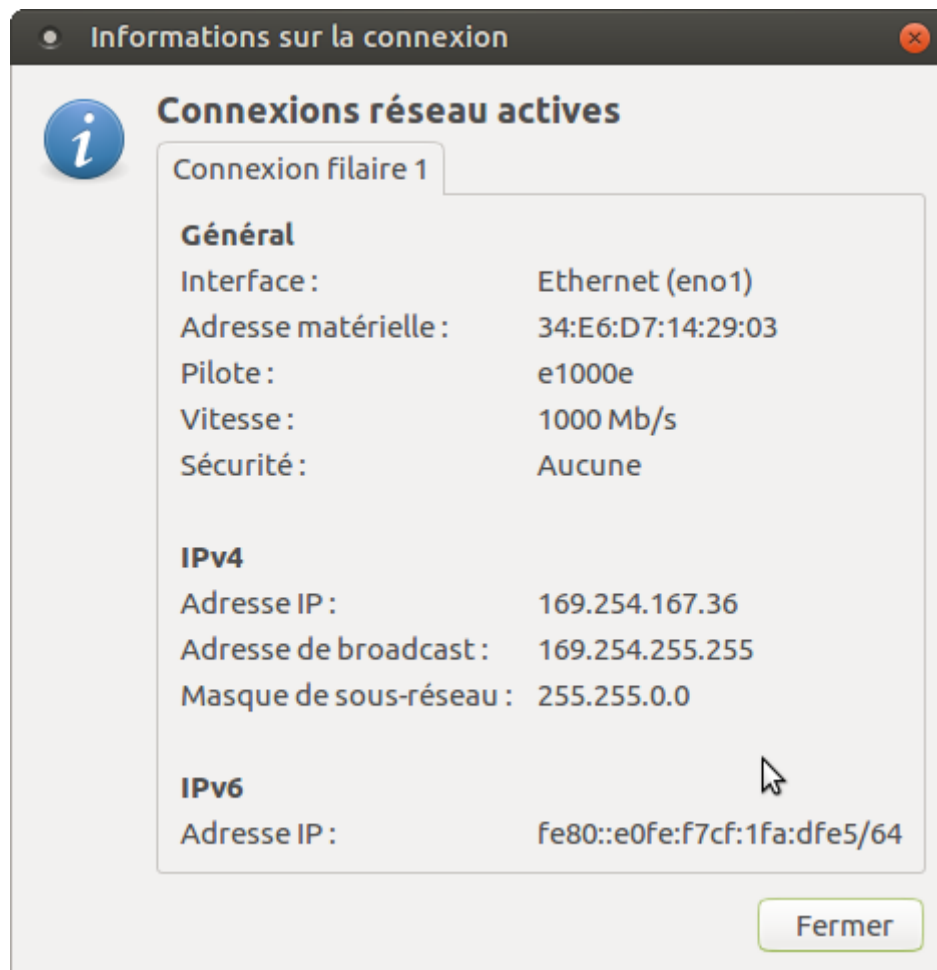 Informations sur la connexion
Connexions réseau actives
Connexion filaire 1
Général
Interface : Ethernet (eno1)
Adresse matérielle : 34:E6:D7:14:29:03
Pilote : e1000e
Vitesse : 1000 Mb/s
Sécurité : Aucune
IPv4
Adresse IP : 169.254.167.36
Adresse de broadcast : 169.254.255.255
Masque de sous-réseau : 255.255.0.0
IPv6
Adresse IP : fe80::e0fe:f7cf:1fa:dfe5/64
Fermer